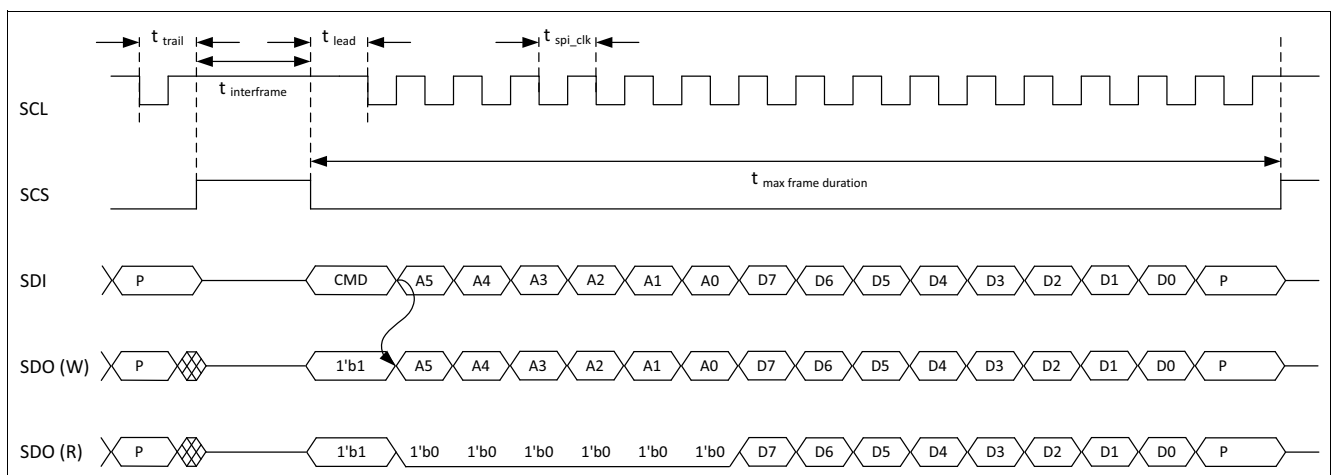 t trail t lead t spi_clk
t interframe
SCL
t max frame duration
SCS
SDI P CMD A5 A4 A3 A2 A1 A0 D7 D6 D5 D4 D3 D2 D1 D0 P
SDO (W) P 1'b1 A5 A4 A3 A2 A1 A0 D7 D6 D5 D4 D3 D2 D1 D0 P
SDO (R) P 1'b1 1'b0 1'b0 1'b0 1'b0 1'b0 1'b0 D7 D6 D5 D4 D3 D2 D1 D0 P